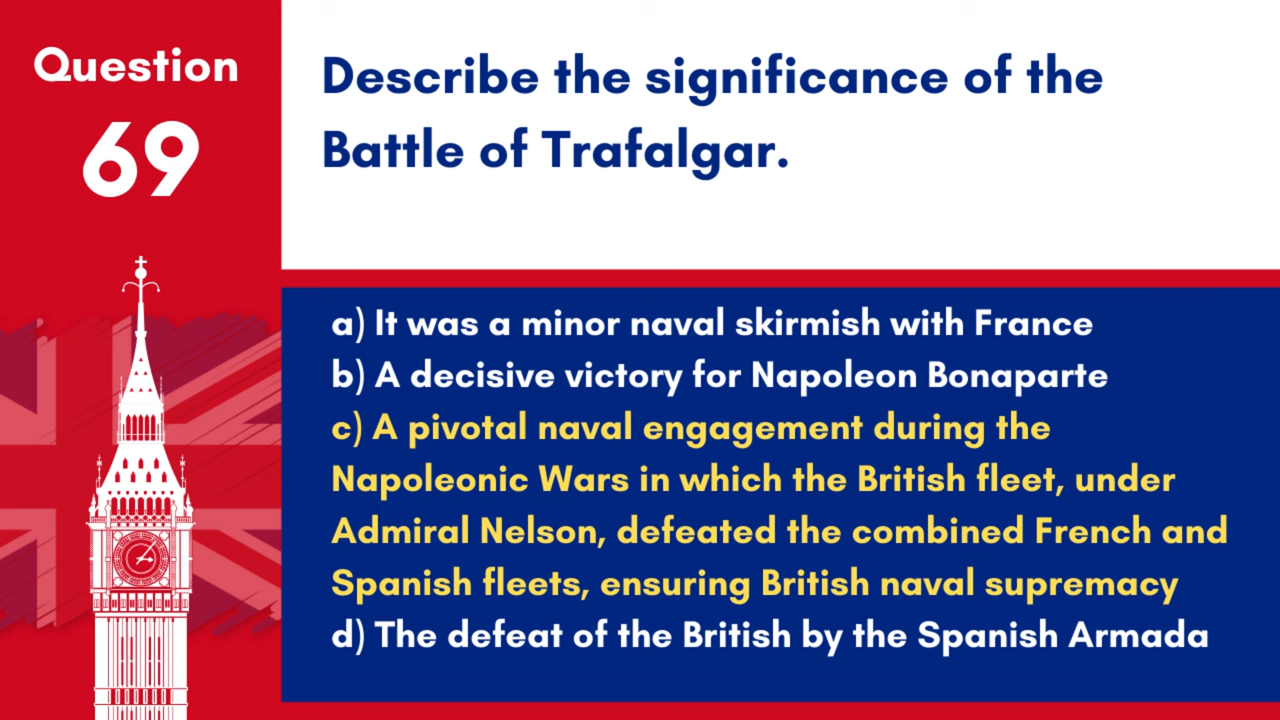 Question
69
Describe the significance of the
Battle of Trafalgar.
a) It was a minor naval skirmish with France
b) A decisive victory for Napoleon Bonaparte
c) A pivotal naval engagement during the
Napoleonic Wars in which the British fleet, under
Admiral Nelson, defeated the combined French and
Spanish fleets, ensuring British naval supremacy
d) The defeat of the British by the Spanish Armada